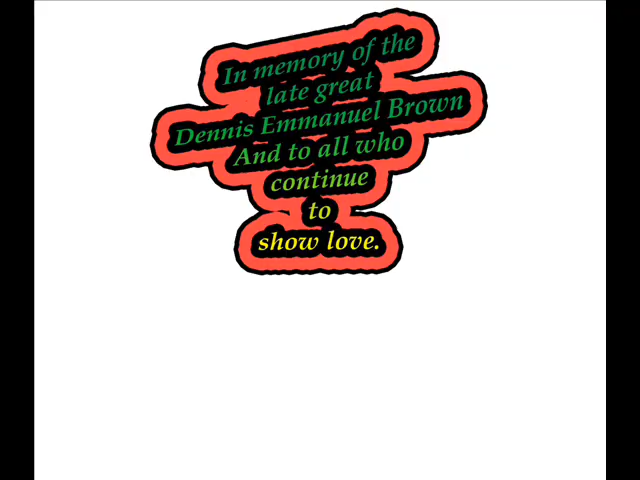 In memory of the
late great
Dennis Emmanuel Brown
And to all who
continue
to
show love.